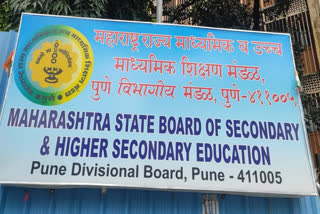 महाराष्ट्र राज्य माध्यमिक व उच्च
माध्यमिक शिक्षण मंडळ,
पुणे विभागीय मंडळ, पुणे-४११००५
MAHARASHTRA STATE BOARD OF SECONDARY
& HIGHER SECONDARY EDUCATION
Pune Divisional Board, Pune - 411005